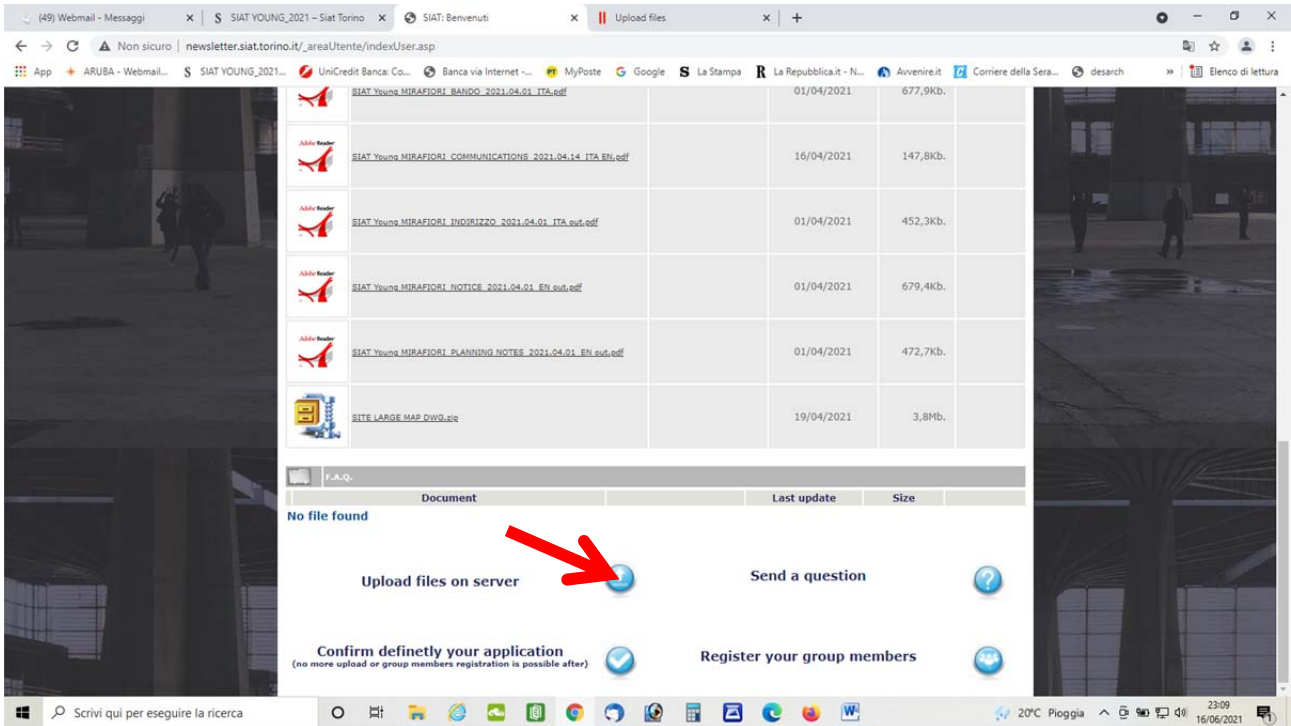 (49) Webmail - Messaggi
SIAT YOUNG_2021 – Siat Torino
SIAT: Benvenuti
Upload files
Non sicuro | newsletter.siat.torino.it/_areaUtente/indexUser.asp
App ARUBA - Webmail... SIAT YOUNG_2021... UniCredit Banca: Co... Banca via Internet -... MyPoste Google La Stampa La Repubblica.it - N... Avvenire.it Corriere della Sera... desarch » Elenco di lettura
SIAT Young MIRAFIORI BANDO 2021.04.01 ITA.pdf 01/04/2021 677,9Kb.
Adobe Reader
SIAT Young MIRAFIORI COMMUNICATIONS 2021.04.14 ITA EN.pdf 16/04/2021 147,8Kb.
Adobe Reader
SIAT Young MIRAFIORI INDIRIZZO 2021.04.01 ITA out.pdf 01/04/2021 452,3Kb.
Adobe Reader
SIAT Young MIRAFIORI NOTICE 2021.04.01 EN out.pdf 01/04/2021 679,4Kb.
Adobe Reader
SIAT Young MIRAFIORI PLANNING NOTES 2021.04.01 EN out.pdf 01/04/2021 472,7Kb.
SITE LARGE MAP DWG.zip 19/04/2021 3,8Mb.
F.A.Q.
Document Last update Size
No file found
Upload files on server
Send a question
Confirm definetly your application
(no more upload or group members registration is possible after)
Register your group members
Scrivi qui per eseguire la ricerca
20°C Pioggia
23:09
16/06/2021